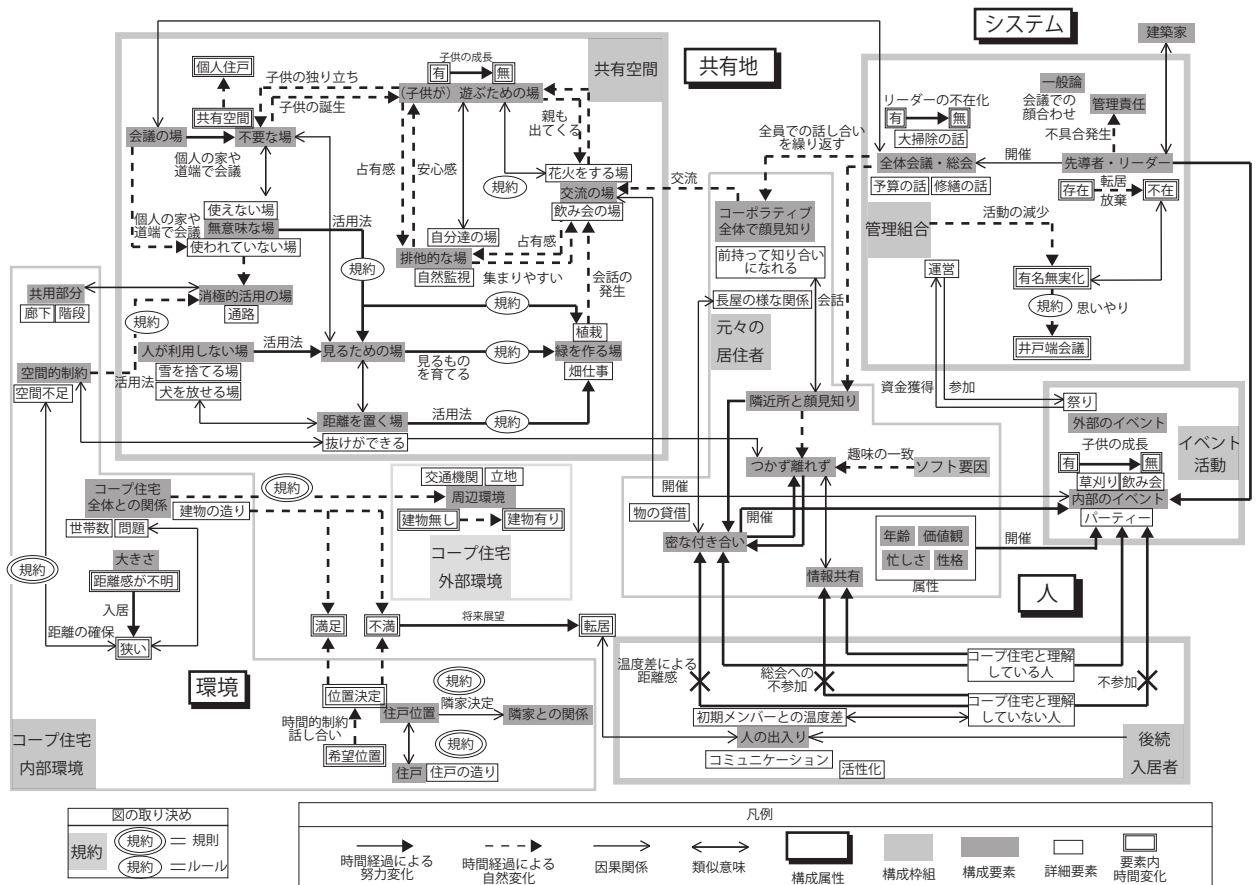 システム
建築家
共有地
共有空間
子供の成長
有
無
個人住戸
子供の独り立ち
(子供が)遊ぶための場
子供の誕生
共有空間
会議の場
不要な場
親も
出てくる
個人の家や
道端で会議
占有感
安心感
規約
花火をする場
交流の場
飲み会の場
交流
使えない場
無意味な場
使われていない場
個人の家や
道端で会議
活用法
自分達の場
占有感
排他的な場
自然監視
集まりやすい
会話の
発生
規約
共用部分
廊下
階段
消極的活用の場
通路
規約
規約
植栽
人が利用しない場
活用法
見るための場
見るもの
を育てる
規約
緑を作る場
畑仕事
空間的制約
空間不足
活用法
雪を捨てる場
犬を放せる場
距離を置く場
活用法
規約
抜けができる
一般論
リーダーの不在化
有
無
大掃除の話
会議での
顔合わせ
管理責任
不具合発生
全員での話し合い
を繰り返す
全体会議・総会
開催
先導者・リーダー
予算の話
修繕の話
存在
転居
放棄
不在
管理組合
活動の減少
運営
有名無実化
規約
思いやり
井戸端会議
コーポラティブ
全体で顔見知り
前持って知り合い
になれる
長屋の様な関係
会話
元々の
居住者
資金獲得
参加
隣近所と顔見知り
つかず離れず
趣味の一致
ソフト要因
開催
物の貸借
開催
密な付き合い
情報共有
年齢
価値観
忙しさ
性格
属性
開催
人
祭り
外部のイベント
子供の成長
有
無
草刈り
飲み会
内部のイベント
パーティー
イベント
活動
コープ住宅
全体との関係
規約
建物の造り
世帯数
問題
交通機関
立地
周辺環境
建物無し
建物有り
コープ住宅
外部環境
大きさ
距離感が不明
規約
入居
距離の確保
狭い
満足
不満
将来展望
転居
環境
位置決定
規約
住戸位置
隣家決定
隣家との関係
時間的制約
話し合い
希望位置
規約
住戸
住戸の造り
コープ住宅
内部環境
温度差による
距離感
総会への
不参加
コープ住宅と理解
している人
不参加
コープ住宅と理解
していない人
初期メンバーとの温度差
人の出入り
コミュニケーション
活性化
後続
入居者
図の取り決め
規約
規約
＝ 規則
規約
＝ルール
凡例
時間経過による
努力変化
時間経過による
自然変化
因果関係
類似意味
構成属性
構成枠組
構成要素
詳細要素
要素内
時間変化